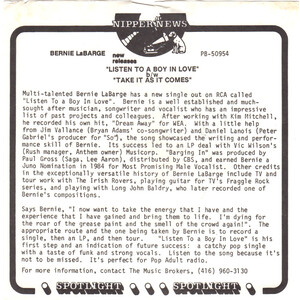 NIPPER NEWS
BERNIE LaBARGE new releases PB-50954
"LISTEN TO A BOY IN LOVE"
b/w
"TAKE IT AS IT COMES"
Multi-talented Bernie LaBarge has a new single out on RCA called
"Listen To a Boy In Love". Bernie is a well established and much-
sought after musician, songwriter and vocalist who has an impressive
list of past projects and colleagues. After working with Kim Mitchell,
he recorded his own hit, "Dream Away" for WEA. With a little help
from Jim Vallance (Bryan Adams' co-songwriter) and Daniel Lanois (Peter
Gabriel's producer for "So"), the song showcased the writing and perform-
ance skill of Bernie. Its success led to an LP deal with Vic Wilson's
(Rush manager, Anthem owner) Musicorp. "Barging In" was produced by
Paul Gross (Saga, Lee Aaron), distributed by CBS, and earned Bernie a
Juno Nomination in 1984 for Most Promising Male Vocalist. Other credits
in the exceptionally versatile history of Bernie LaBarge include TV and
tour work with The Irish Rovers, playing guitar for TV's Fraggle Rock
series, and playing with Long John Baldry, who later recorded one of
Bernie's compositions.
Says Bernie, "I now want to take the energy that I have and the
experience that I have gained and bring them to life. I'm dying for
the roar of the grease paint and the smell of the crowd again!". The
appropriate route and the one being taken by Bernie is to record a
single, then an LP, and then tour. "Listen To a Boy In Love" is his
first step and an indication of future success: a catchy pop single
with a taste of funk and strong vocals. Listen to the song because it's
not to be missed. It's perfect for Pop Adult radio.
For more information, contact The Music Brokers, (416) 960-3130
SPOTLIGHT SPOTLIGHT